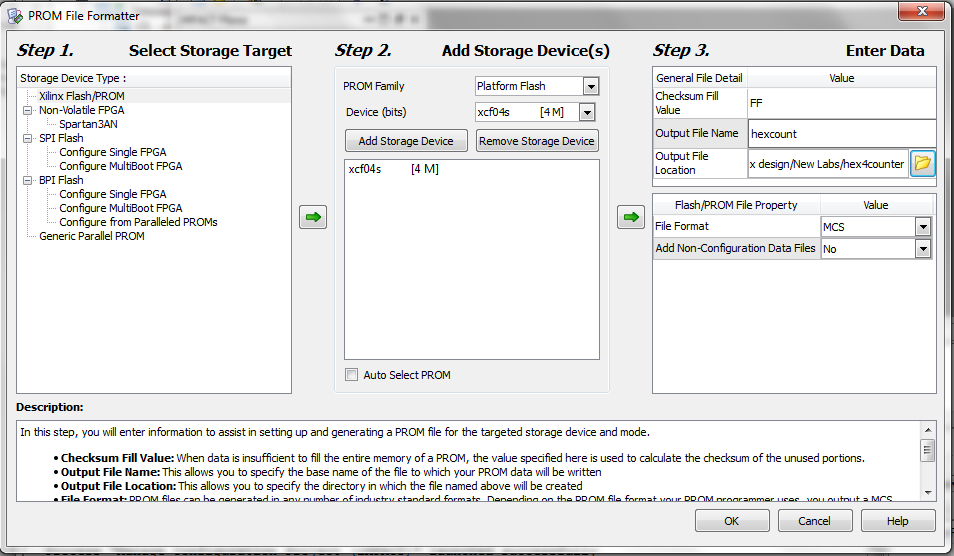 PROM File Formatter
Step 1. Select Storage Target
Storage Device Type :
Xilinx Flash/PROM
Non-Volatile FPGA
Spartan3AN
SPI Flash
Configure Single FPGA
Configure MultiBoot FPGA
BPI Flash
Configure Single FPGA
Configure MultiBoot FPGA
Configure from Paralleled PROMs
Generic Parallel PROM
Step 2. Add Storage Device(s)
PROM Family Platform Flash
Device (bits) xcf04s [4 M]
Add Storage Device Remove Storage Device
xcf04s [4 M]
Auto Select PROM
Step 3. Enter Data
General File Detail Value
Checksum Fill
Value FF
Output File Name hexcount
Output File
Location x design/New Labs/hex4counter
Flash/PROM File Property Value
File Format MCS
Add Non-Configuration Data Files No
Description:
In this step, you will enter information to assist in setting up and generating a PROM file for the targeted storage device and mode.
• Checksum Fill Value: When data is insufficient to fill the entire memory of a PROM, the value specified here is used to calculate the checksum of the unused portions.
• Output File Name: This allows you to specify the base name of the file to which your PROM data will be written
• Output File Location: This allows you to specify the directory in which the file named above will be created
• File Format: PROM files can be generated in any number of industry standard formats. Depending on the PROM file format your PROM programmer uses, you output a MCS,
OK Cancel Help